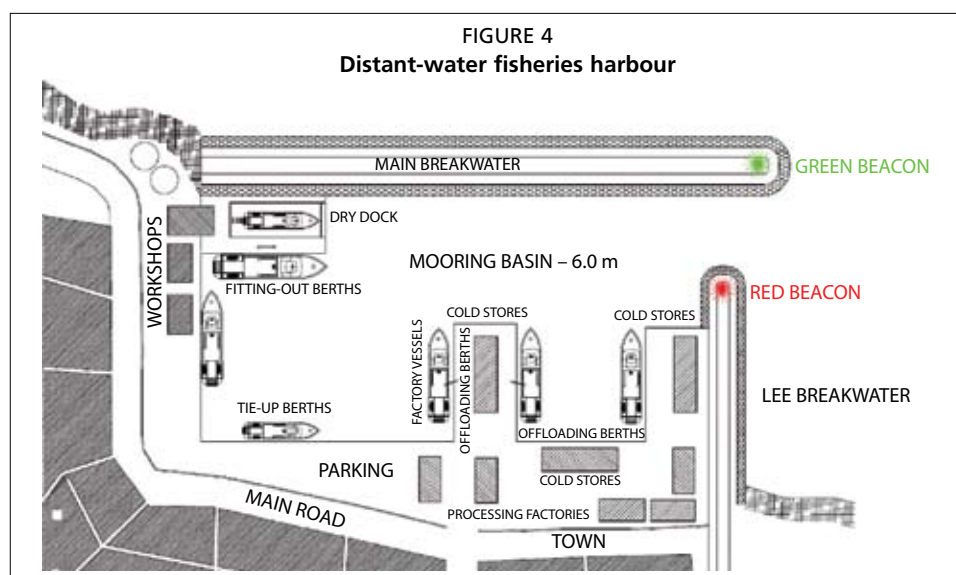 FIGURE 4
Distant-water fisheries harbour
MAIN BREAKWATER
GREEN BEACON
DRY DOCK
WORKSHOPS
MOORING BASIN – 6.0 m
FITTING-OUT BERTHS
RED BEACON
COLD STORES
COLD STORES
FACTORY VESSELS
OFFLOADING BERTHS
LEE BREAKWATER
TIE-UP BERTHS
OFFLOADING BERTHS
PARKING
COLD STORES
MAIN ROAD
PROCESSING FACTORIES
TOWN